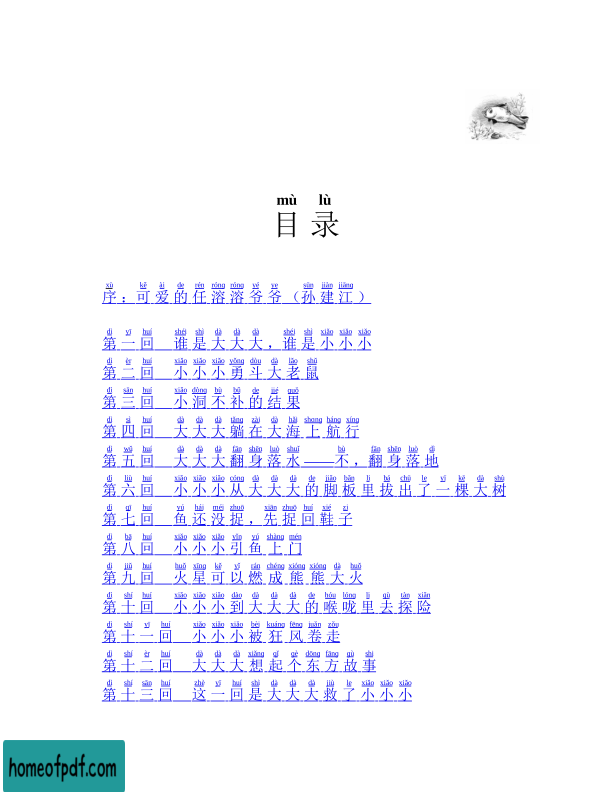 mù lù
目录
xù kě ài de rén róng róng yé ye sūn jiàn jiāng
序：可爱的任溶溶爷爷（孙建江）
dì yī huí shéi shì dà dà dà shéi shì xiǎo xiǎo xiǎo
第一回 谁是大大大，谁是小小小
dì èr huí xiǎo xiǎo xiǎo yǒng dòu dà lǎo shǔ
第二回 小小小勇斗大老鼠
dì sān huí xiǎo dòng bù bǔ de jié guǒ
第三回 小洞不补的结果
dì sì huí dà dà dà tǎng zài dà hǎi shang háng xíng
第四回 大大大躺在大海上航行
dì wǔ huí dà dà dà fān shēn luò shuǐ bù fān shēn luò dì
第五回 大大大翻身落水——不，翻身落地
dì liù huí xiǎo xiǎo xiǎo cóng dà dà dà de jiǎo bǎn li bá chū le yī kē dà shù
第六回 小小小从大大大的脚板里拔出了一棵大树
dì qī huí yú hái méi zhuō xiān zhuō huí xié zi
第七回 鱼还没捉，先捉回鞋子
dì bā huí xiǎo xiǎo xiǎo yǐn yú shàng mén
第八回 小小小引鱼上门
dì jiǔ huí huǒ xīng kě yǐ rán chéng xióng xióng dà huǒ
第九回 火星可以燃成熊熊大火
dì shí huí xiǎo xiǎo xiǎo dào dà dà dà de hóu lóng li qù tàn xiǎn
第十回 小小小到大大大的喉咙里去探险
dì shí yī huí xiǎo xiǎo xiǎo bèi kuáng fēng juǎn zǒu
第十一回 小小小被狂风卷走
dì shí èr huí dà dà dà xiǎng qǐ gè dōng fāng gù shi
第十二回 大大大想起个东方故事
dì shí sān huí zhè yī huí shì dà dà dà jiù le xiǎo xiǎo xiǎo
第十三回 这一回是大大大救了小小小
homeofpdf.com